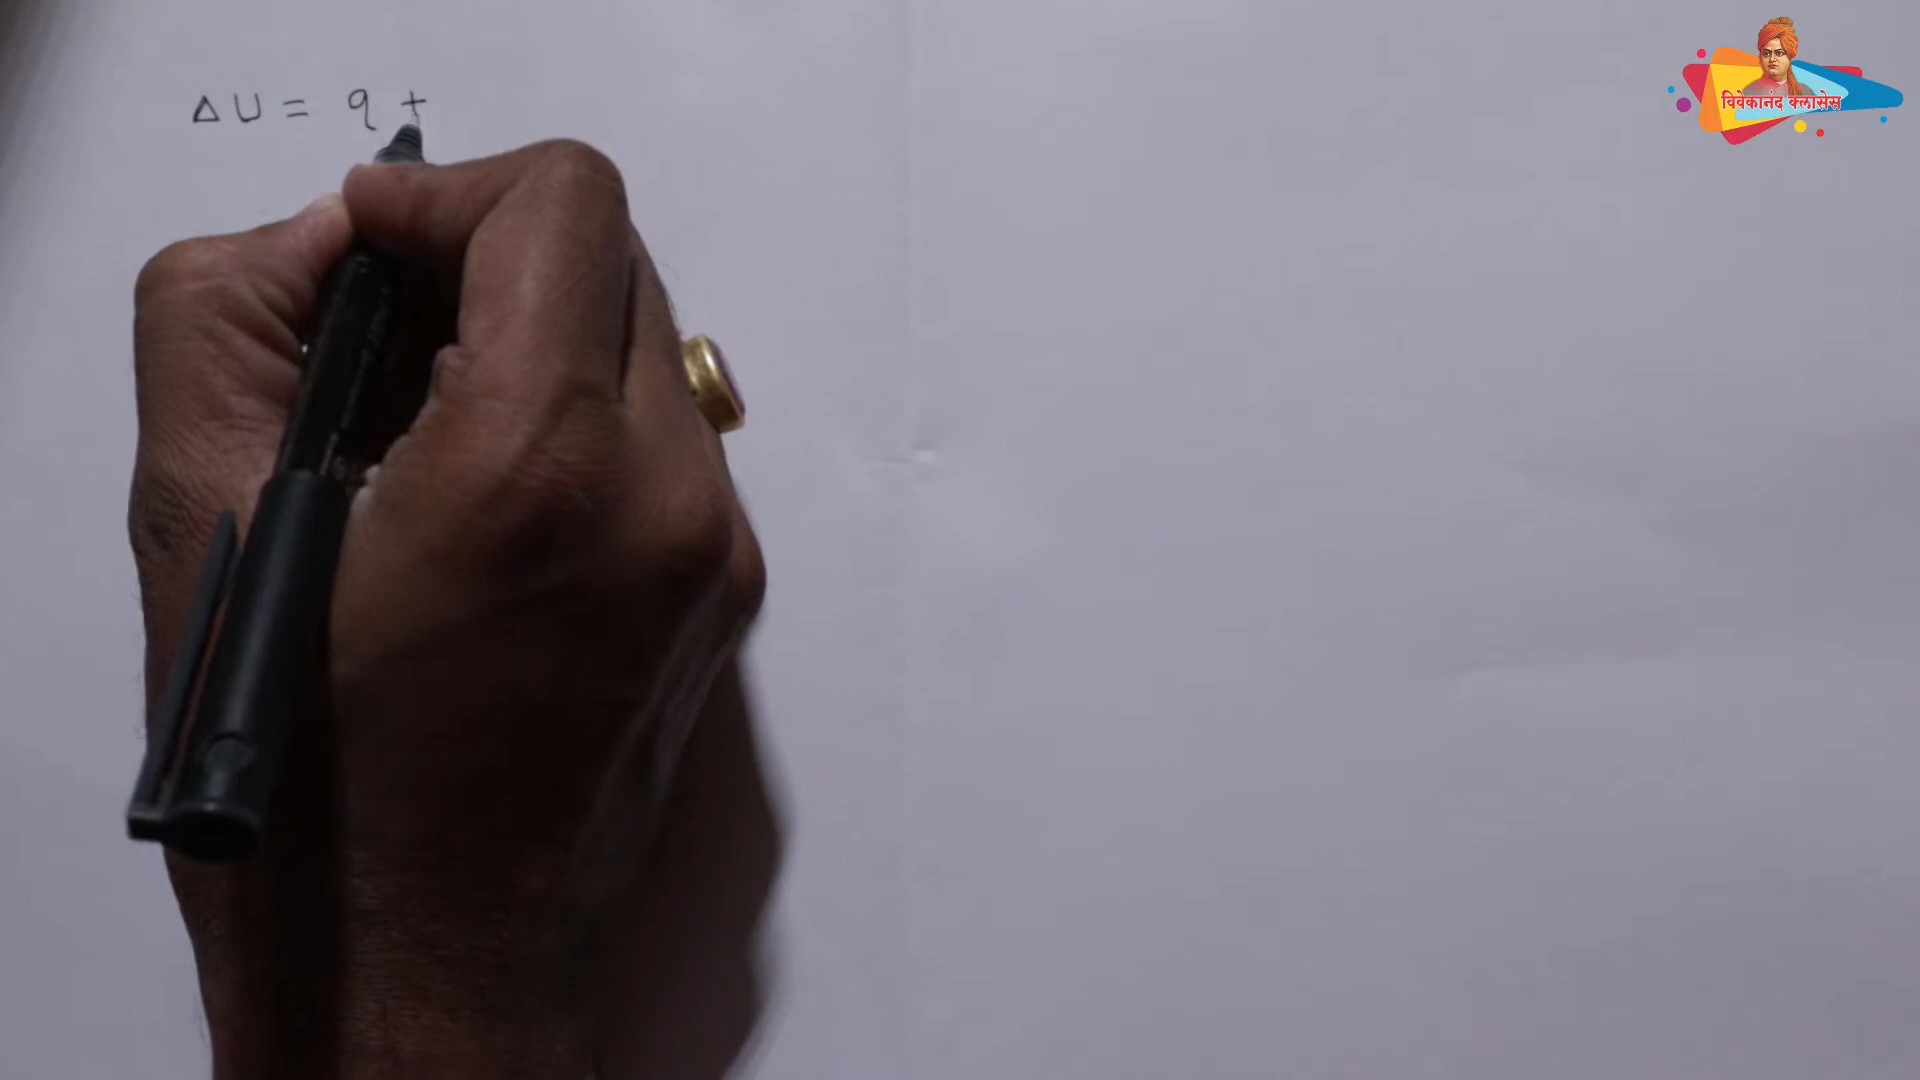 ΔU = q +
विवेकानंद क्लासेस